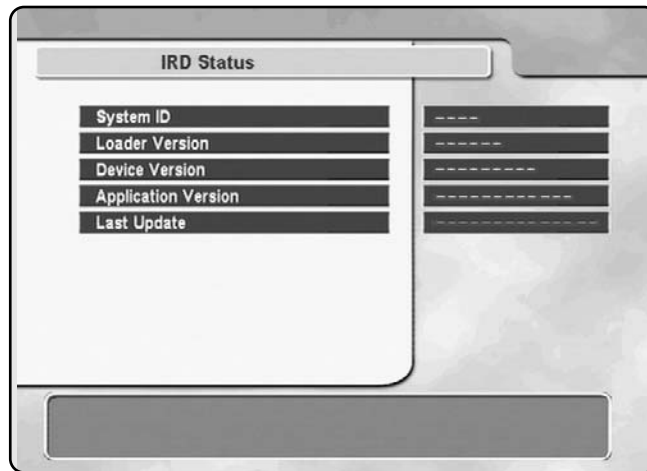 IRD Status
System ID ----
Loader Version ------
Device Version ---------
Application Version ------------
Last Update --------------